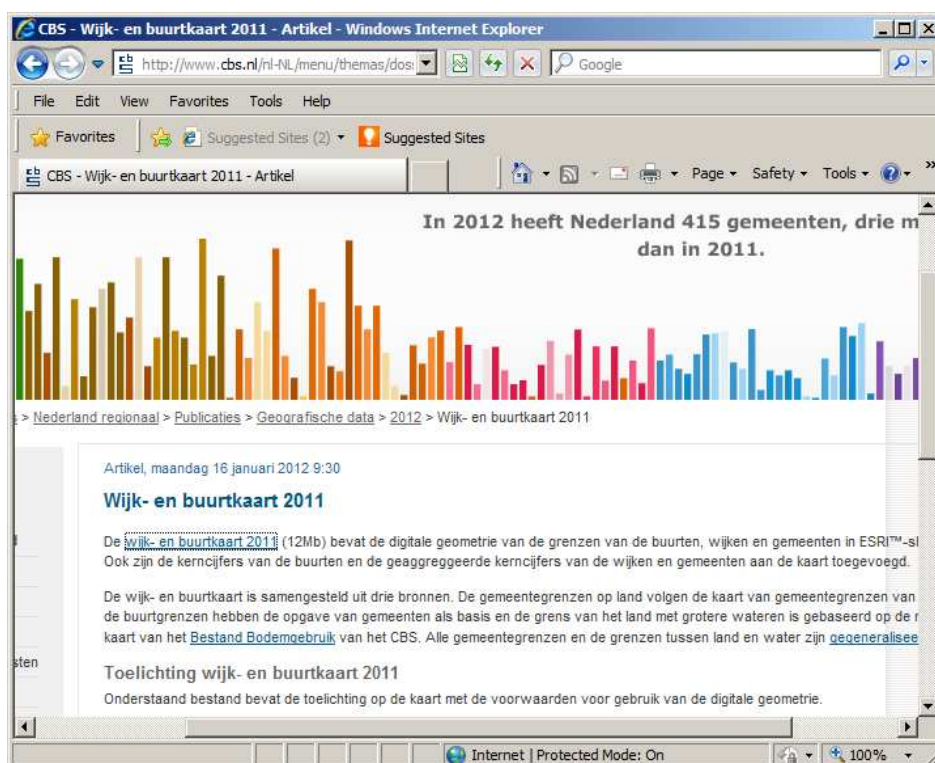 CBS - Wijk- en buurtkaart 2011 - Artikel - Windows Internet Explorer
http://www.cbs.nl/nl-NL/menu/themas/dos
Google
File Edit View Favorites Tools Help
Favorites Suggested Sites (2) Suggested Sites
CBS - Wijk- en buurtkaart 2011 - Artikel Page Safety Tools
In 2012 heeft Nederland 415 gemeenten, drie m
dan in 2011.
> Nederland regionaal > Publicaties > Geografische data > 2012 > Wijk- en buurtkaart 2011
Artikel, maandag 16 januari 2012 9:30
Wijk- en buurtkaart 2011
De wijk- en buurtkaart 2011 (12Mb) bevat de digitale geometrie van de grenzen van de buurten, wijken en gemeenten in ESRI™-s
Ook zijn de kerncijfers van de buurten en de geaggreggeerde kerncijfers van de wijken en gemeenten aan de kaart toegevoegd.
De wijk- en buurtkaart is samengesteld uit drie bronnen. De gemeentegrenzen op land volgen de kaart van gemeentegrenzen van
de buurtgrenzen hebben de opgave van gemeenten als basis en de grens van het land met grotere wateren is gebaseerd op de
kaart van het Bestand Bodemgebruik van het CBS. Alle gemeentegrenzen en de grenzen tussen land en water zijn gegeneralisee
sten
Toelichting wijk- en buurtkaart 2011
Onderstaand bestand bevat de toelichting op de kaart met de voorwaarden voor gebruik van de digitale geometrie.
Internet | Protected Mode: On 100%